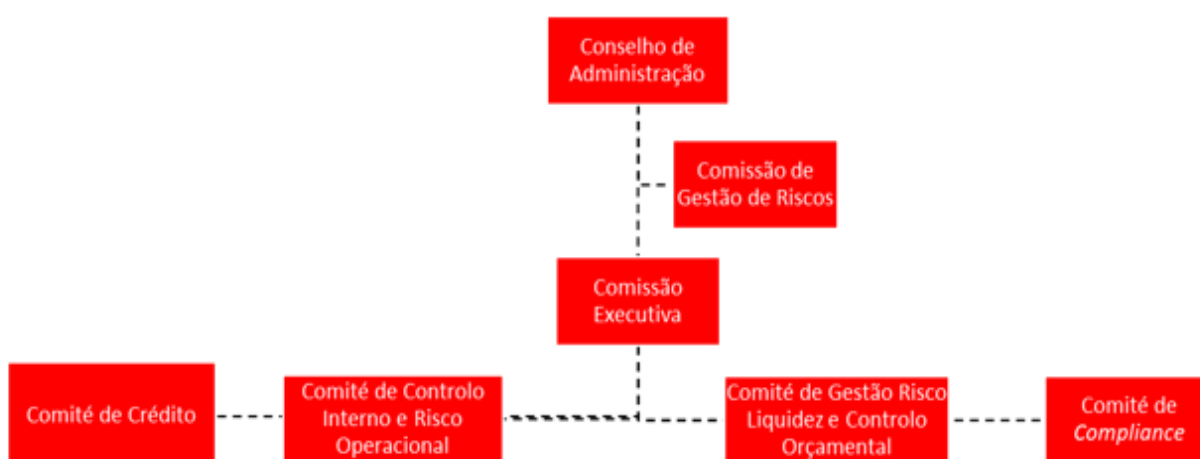 Conselho de
Administração
Comissão de
Gestão de Riscos
Comissão
Executiva
Comité de Crédito
Comité de Controlo
Interno e Risco
Operacional
Comité de Gestão Risco
Liquidez e Controlo
Orçamental
Comité de
Compliance